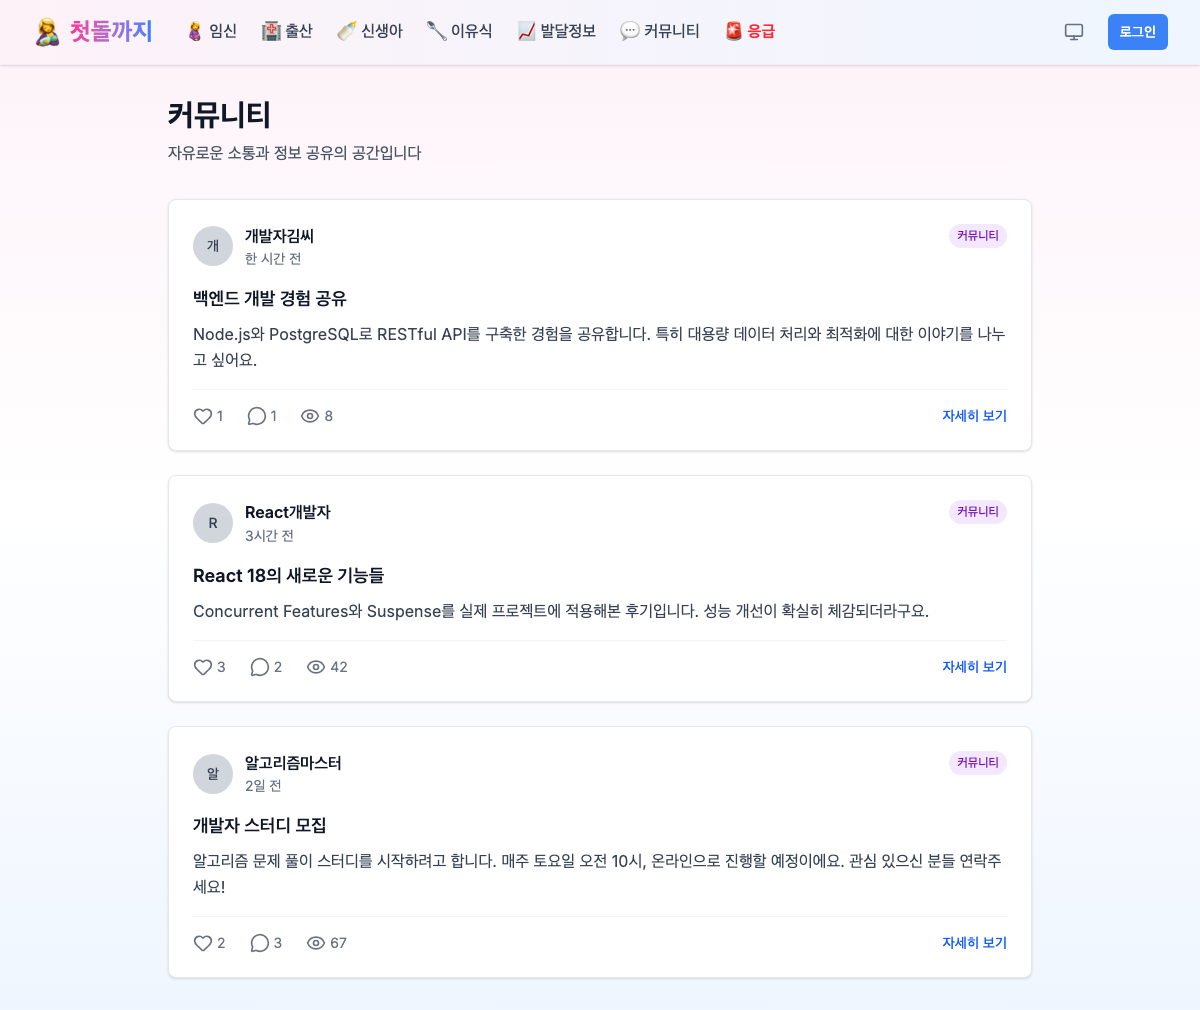 첫돌까지
임신
출산
신생아
이유식
발달정보
커뮤니티
응급
로그인
커뮤니티
자유로운 소통과 정보 공유의 공간입니다
개
개발자김씨
커뮤니티
한 시간 전
백엔드 개발 경험 공유
Node.js와 PostgreSQL로 RESTful API를 구축한 경험을 공유합니다. 특히 대용량 데이터 처리와 최적화에 대한 이야기를 나누
고 싶어요.
1
1
8
자세히 보기
R
React개발자
커뮤니티
3시간 전
React 18의 새로운 기능들
Concurrent Features와 Suspense를 실제 프로젝트에 적용해본 후기입니다. 성능 개선이 확실히 체감되더라구요.
3
2
42
자세히 보기
알
알고리즘마스터
커뮤니티
2일 전
개발자 스터디 모집
알고리즘 문제 풀이 스터디를 시작하려고 합니다. 매주 토요일 오전 10시, 온라인으로 진행할 예정이에요. 관심 있으신 분들 연락주
세요!
2
3
67
자세히 보기